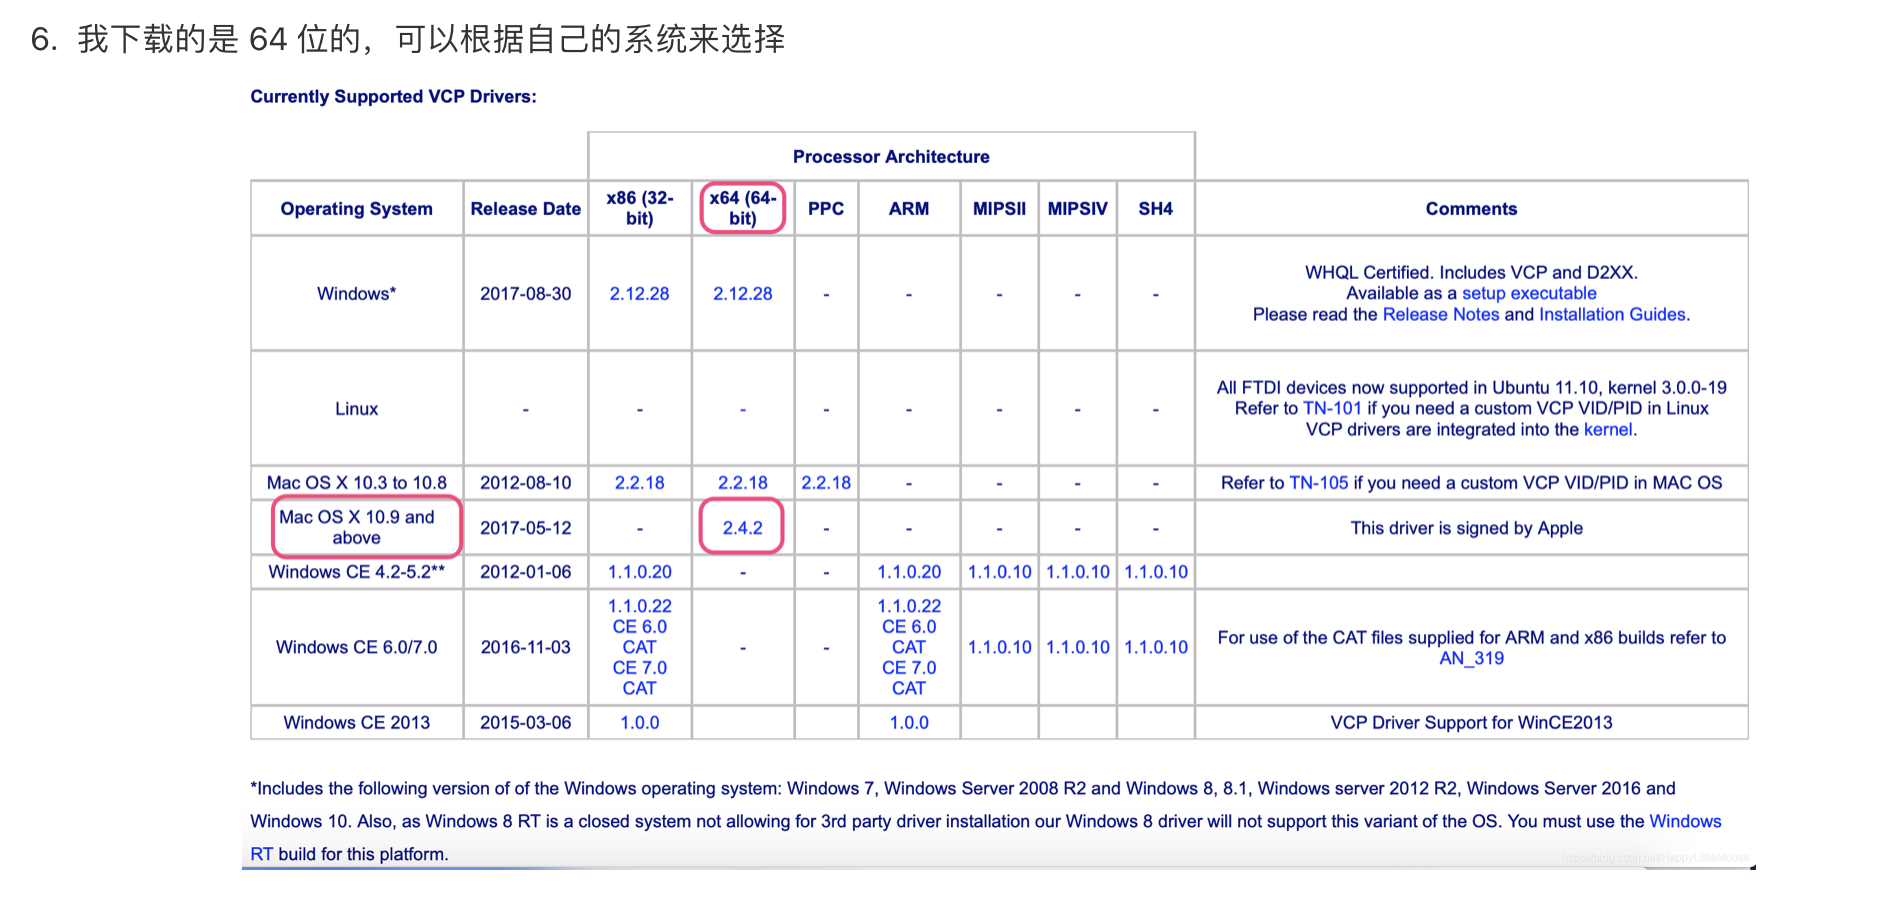 6. 我下载的是 64 位的，可以根据自己的系统来选择
Currently Supported VCP Drivers:
Processor Architecture
Operating System Release Date x86 (32-bit) x64 (64-bit) PPC ARM MIPSII MIPSIV SH4 Comments
Windows* 2017-08-30 2.12.28 2.12.28 - - - - -
WHQL Certified. Includes VCP and D2XX.
Available as a setup executable
Please read the Release Notes and Installation Guides.
Linux - - - - - - - -
All FTDI devices now supported in Ubuntu 11.10, kernel 3.0.0-19
Refer to TN-101 if you need a custom VCP VID/PID in Linux
VCP drivers are integrated into the kernel.
Mac OS X 10.3 to 10.8 2012-08-10 2.2.18 2.2.18 2.2.18 - - - - Refer to TN-105 if you need a custom VCP VID/PID in MAC OS
Mac OS X 10.9 and above 2017-05-12 - 2.4.2 - - - - - This driver is signed by Apple
Windows CE 4.2-5.2** 2012-01-06 1.1.0.20 - - 1.1.0.20 1.1.0.10 1.1.0.10 1.1.0.10
Windows CE 6.0/7.0 2016-11-03
1.1.0.22
CE 6.0
CAT
CE 7.0
CAT
- -
1.1.0.22
CE 6.0
CAT
CE 7.0
CAT
1.1.0.10 1.1.0.10 1.1.0.10
For use of the CAT files supplied for ARM and x86 builds refer to
AN_319
Windows CE 2013 2015-03-06 1.0.0 1.0.0 VCP Driver Support for WinCE2013
*Includes the following version of of the Windows operating system: Windows 7, Windows Server 2008 R2 and Windows 8, 8.1, Windows server 2012 R2, Windows Server 2016 and
Windows 10. Also, as Windows 8 RT is a closed system not allowing for 3rd party driver installation our Windows 8 driver will not support this variant of the OS. You must use the Windows
RT build for this platform.
https://blog.csdn.net/HappyLittleMouse